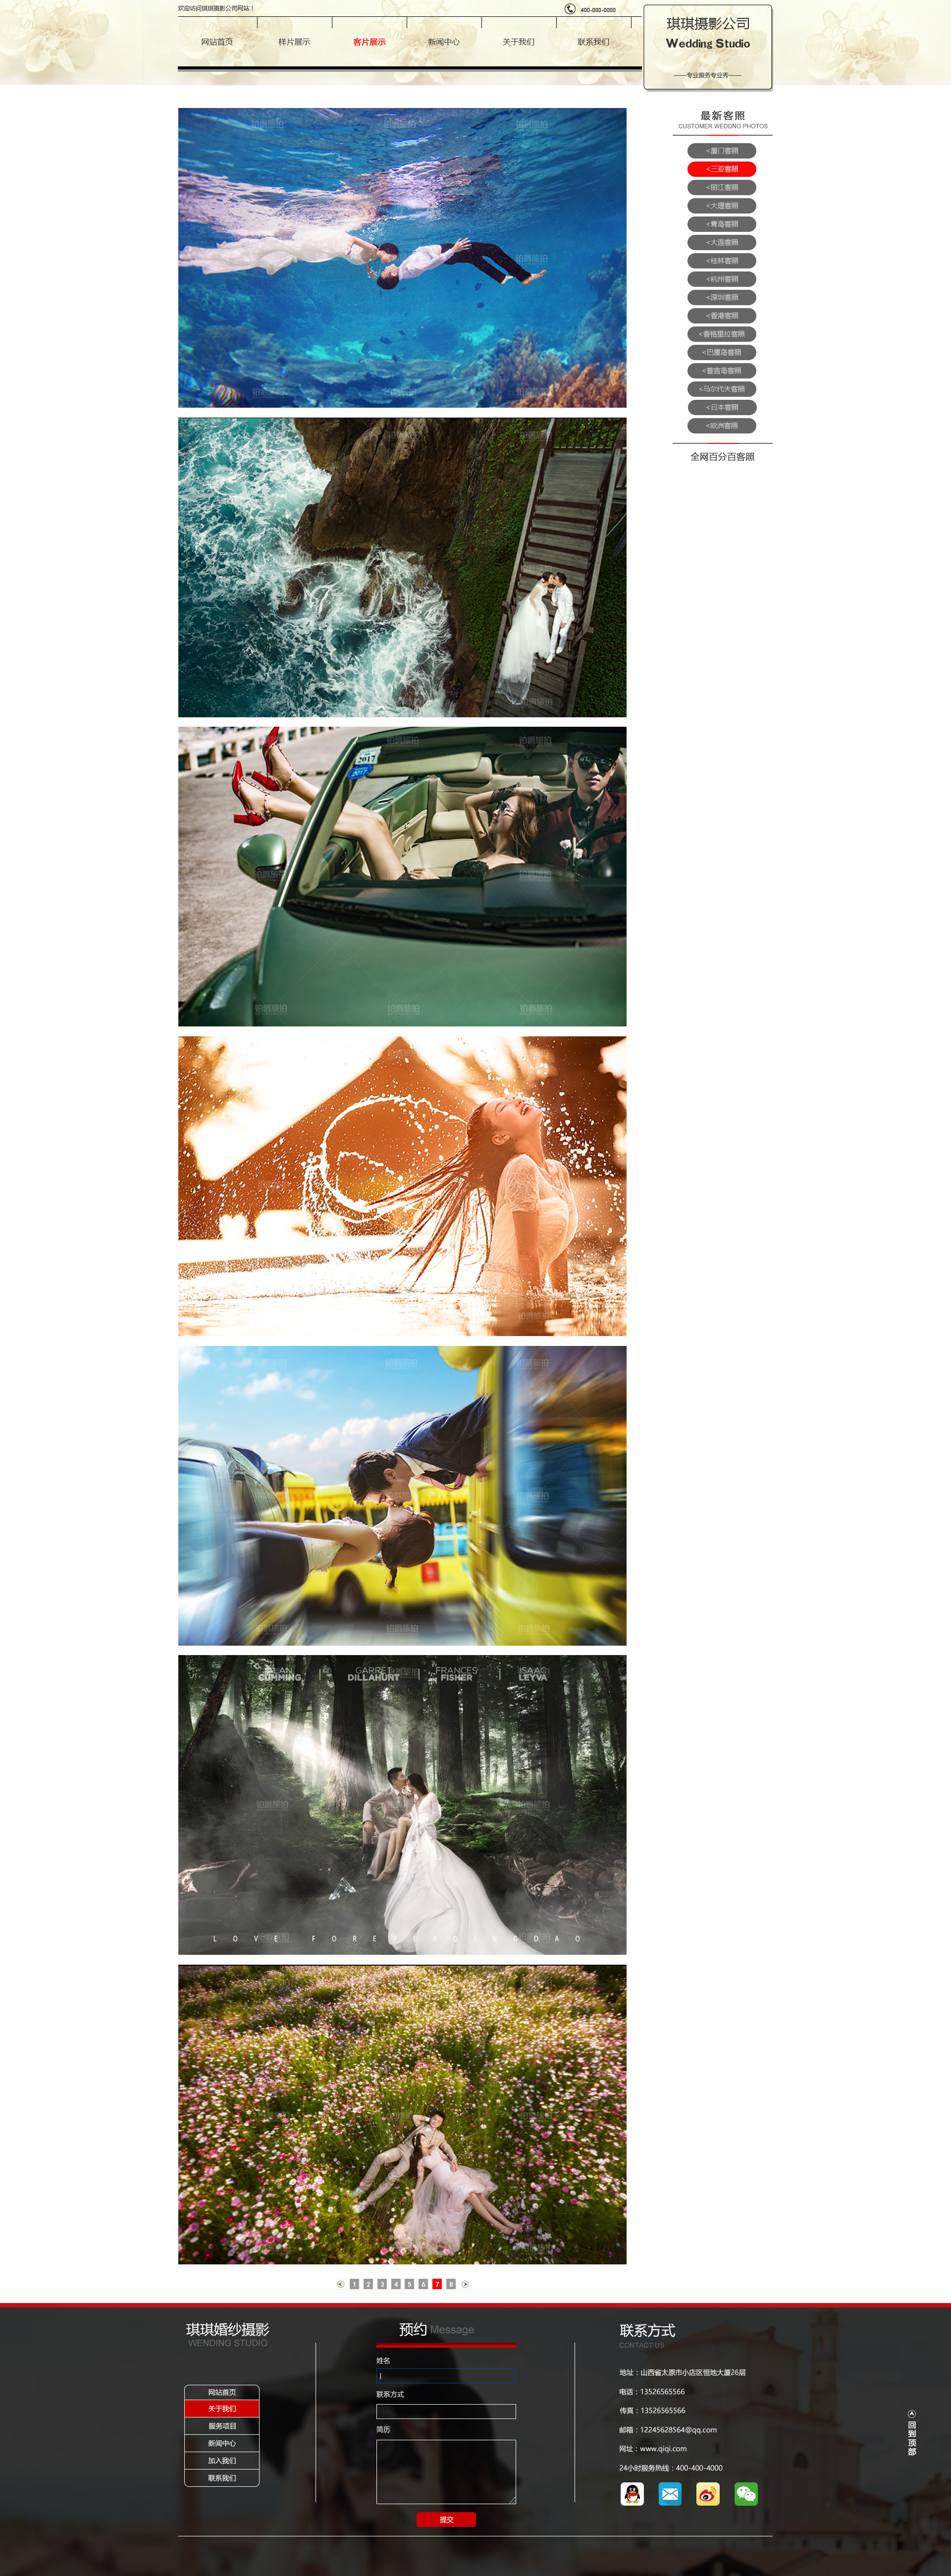 欢迎访问琪琪摄影公司网站！
400-000-0000
网站首页
样片展示
客片展示
新闻中心
关于我们
联系我们
琪琪摄影公司
Wedding Studio
——专业服务专业秀——
最新客照
CUSTOMER WEDDNG PHOTOS
<厦门客照
<三亚客照
<丽江客照
<大理客照
<青岛客照
<大连客照
<桂林客照
<杭州客照
<深圳客照
<香港客照
<香格里拉客照
<巴厘岛客照
<普吉岛客照
<马尔代夫客照
<日本客照
<欧洲客照
全网百分百客照
铂爵旅拍
2017
ALAN CUMMING
GARRET DILLAHUNT
FRANCES FISHER
ISAAC LEYVA
LOVE FOREVER QINGDAO
1 2 3 4 5 6 7 8
琪琪婚纱摄影
WENDING STUDIO
网站首页
关于我们
服务项目
新闻中心
加入我们
联系我们
预约 Message
姓名
联系方式
简历
提交
联系方式
CONTACT US
地址：山西省太原市小店区恒地大厦26层
电话：13526565566
传真：13526565566
邮箱：12245628564@qq.com
网址：www.qiqi.com
24小时服务热线：400-400-4000
回到顶部